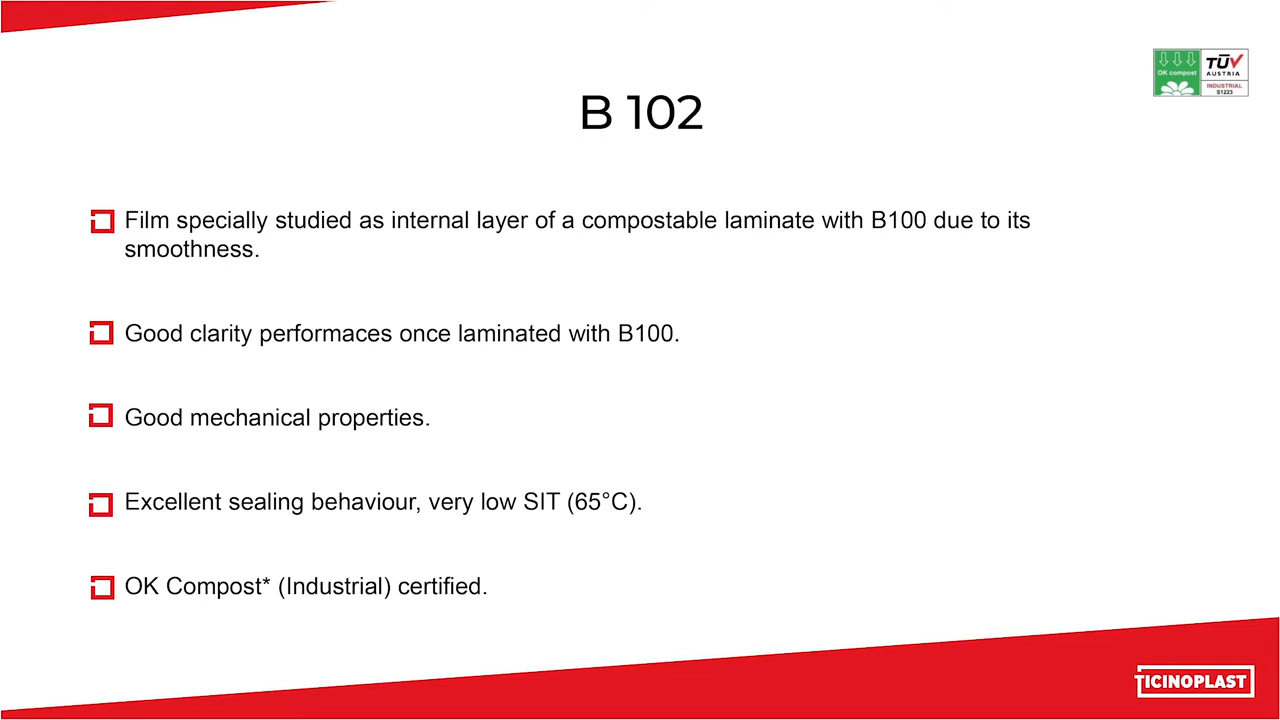 OK compost
TÜV
AUSTRIA
INDUSTRIAL
S1223
B 102
Film specially studied as internal layer of a compostable laminate with B100 due to its
smoothness.
Good clarity performaces once laminated with B100.
Good mechanical properties.
Excellent sealing behaviour, very low SIT (65°C).
OK Compost* (Industrial) certified.
TICINOPLAST